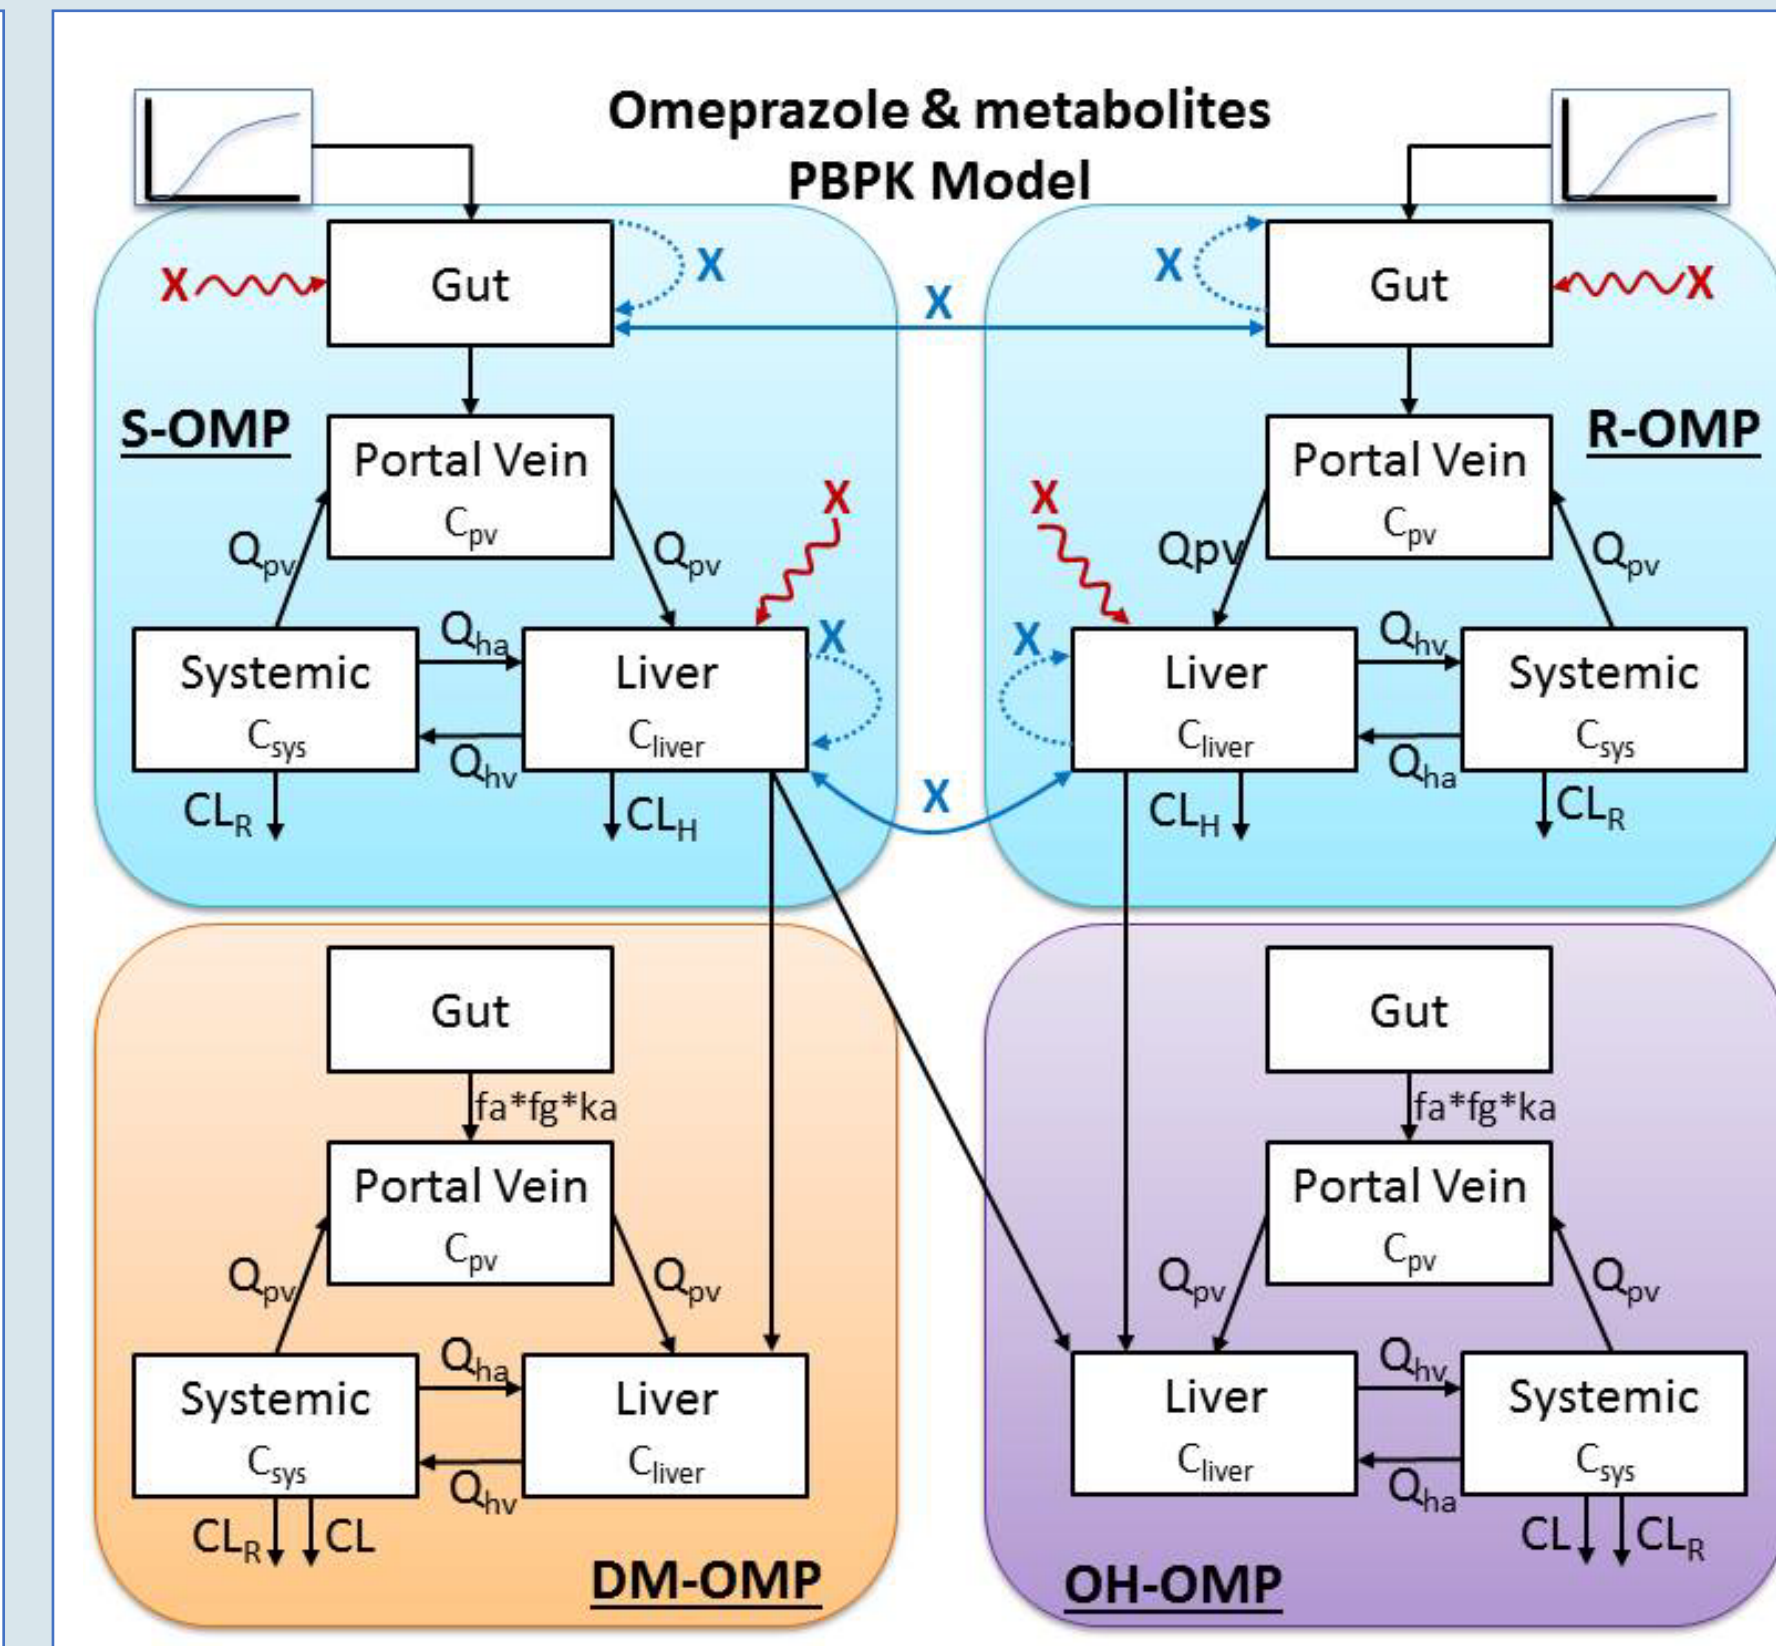 Omeprazole & metabolites
PBPK Model
X
Gut
X
X
X
Gut
X
S-OMP
Portal Vein
Cpv
Qpv
Qpv
X
X
Portal Vein
Cpv
R-OMP
Qpv
Qpv
Systemic
Csys
Qha
Qhv
Liver
Cliver
X
X
Liver
Cliver
Qhv
Qha
Systemic
Csys
CLR
CLH
X
CLH
CLR
Gut
fa*fg*ka
Portal Vein
Cpv
Qpv
Qpv
Systemic
Csys
Qha
Qhv
Liver
Cliver
CLR
CL
DM-OMP
Gut
fa*fg*ka
Portal Vein
Cpv
Qpv
Qpv
Liver
Cliver
Qhv
Qha
Systemic
Csys
CL
CLR
OH-OMP